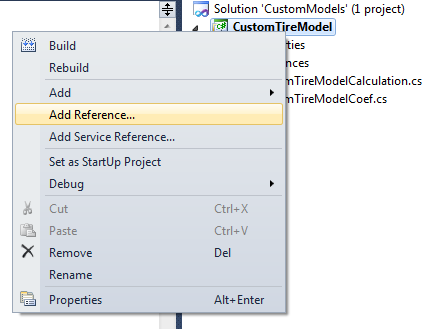 Solution 'CustomModels' (1 project)
CustomTireModel
Build
Rebuild
Add
Add Reference...
Add Service Reference...
Set as StartUp Project
Debug
Cut Ctrl+X
Paste Ctrl+V
Remove Del
Rename
Properties Alt+Enter
rties
nces
mTireModelCalculation.cs
mTireModelCoef.cs